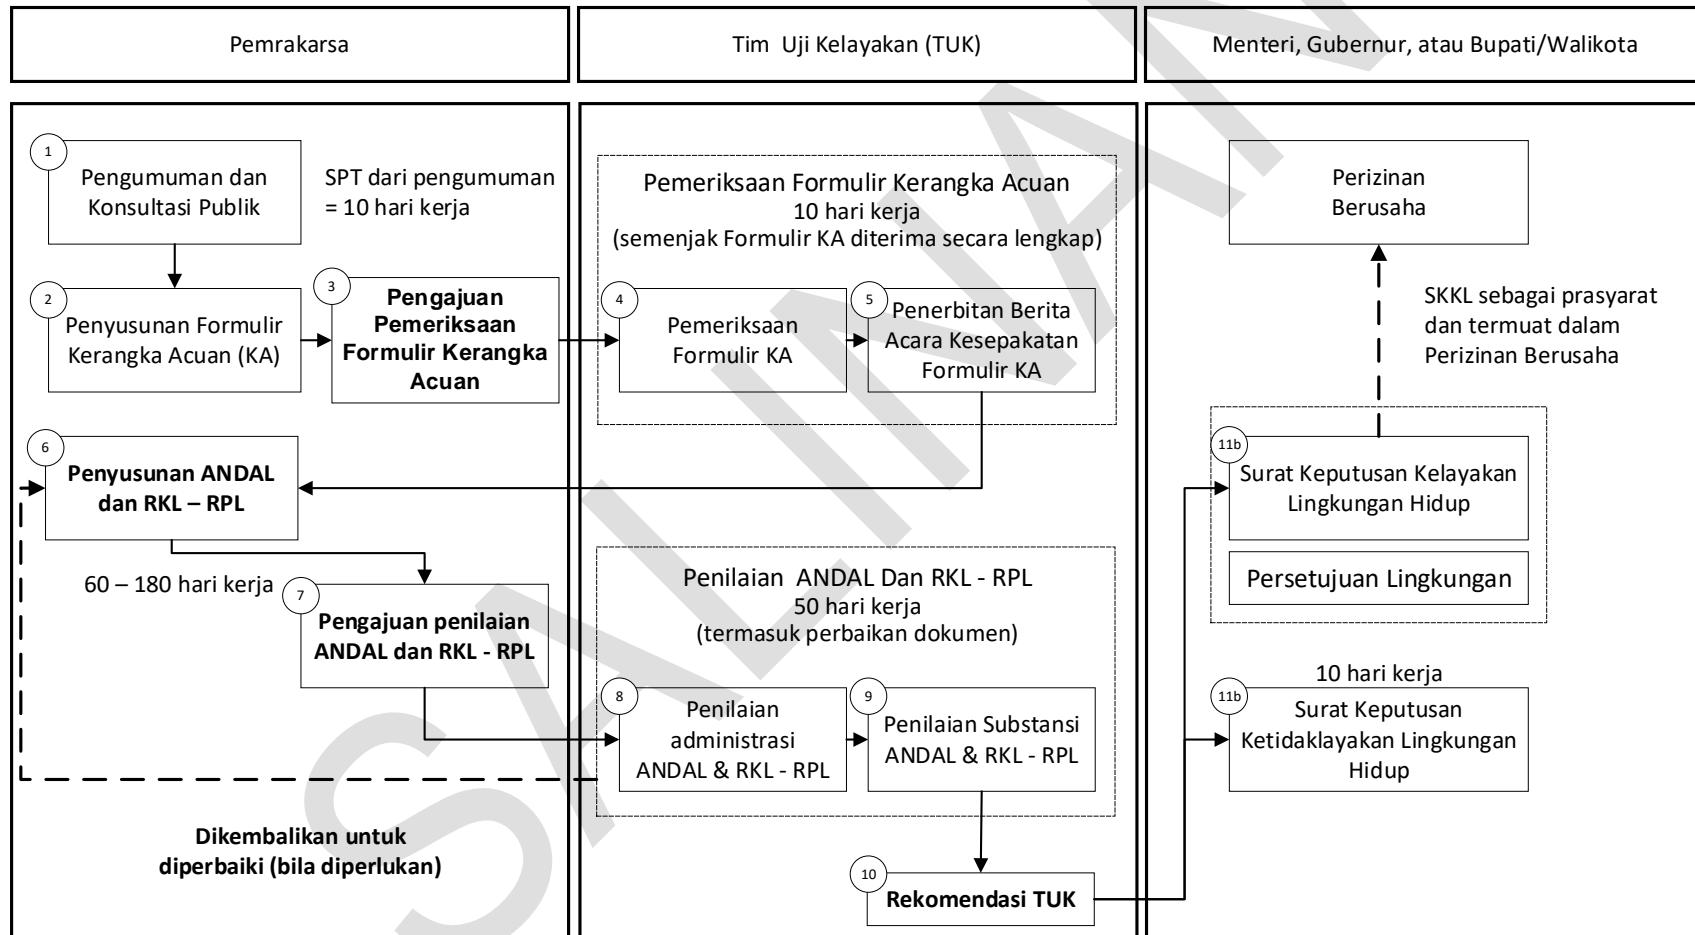 Pemrakarsa
Tim Uji Kelayakan (TUK)
Menteri, Gubernur, atau Bupati/Walikota
1
Pengumuman dan
Konsultasi Publik
SPT dari pengumuman
= 10 hari kerja
2
Penyusunan Formulir
Kerangka Acuan (KA)
3
Pengajuan
Pemeriksaan
Formulir Kerangka
Acuan
Pemeriksaan Formulir Kerangka Acuan
10 hari kerja
(semenjak Formulir KA diterima secara lengkap)
4
Pemeriksaan
Formulir KA
5
Penerbitan Berita
Acara Kesepakatan
Formulir KA
6
Penyusunan ANDAL
dan RKL – RPL
60 – 180 hari kerja
7
Pengajuan penilaian
ANDAL dan RKL - RPL
Penilaian ANDAL Dan RKL - RPL
50 hari kerja
(termasuk perbaikan dokumen)
8
Penilaian
administrasi
ANDAL & RKL - RPL
9
Penilaian Substansi
ANDAL & RKL - RPL
Dikembalikan untuk
diperbaiki (bila diperlukan)
10
Rekomendasi TUK
Perizinan
Berusaha
SKKL sebagai prasyarat
dan termuat dalam
Perizinan Berusaha
11b
Surat Keputusan Kelayakan
Lingkungan Hidup
Persetujuan Lingkungan
10 hari kerja
11b
Surat Keputusan
Ketidaklayakan Lingkungan
Hidup
SALINAN